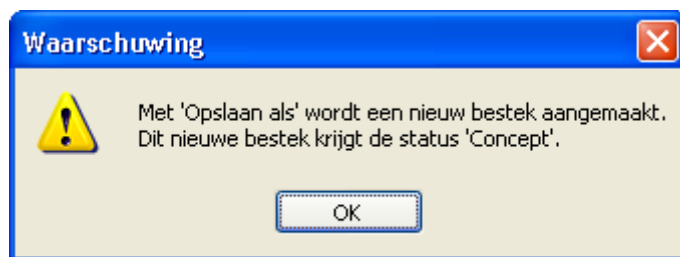 Waarschuwing
Met 'Opslaan als' wordt een nieuw bestek aangemaakt.
Dit nieuwe bestek krijgt de status 'Concept'.
OK